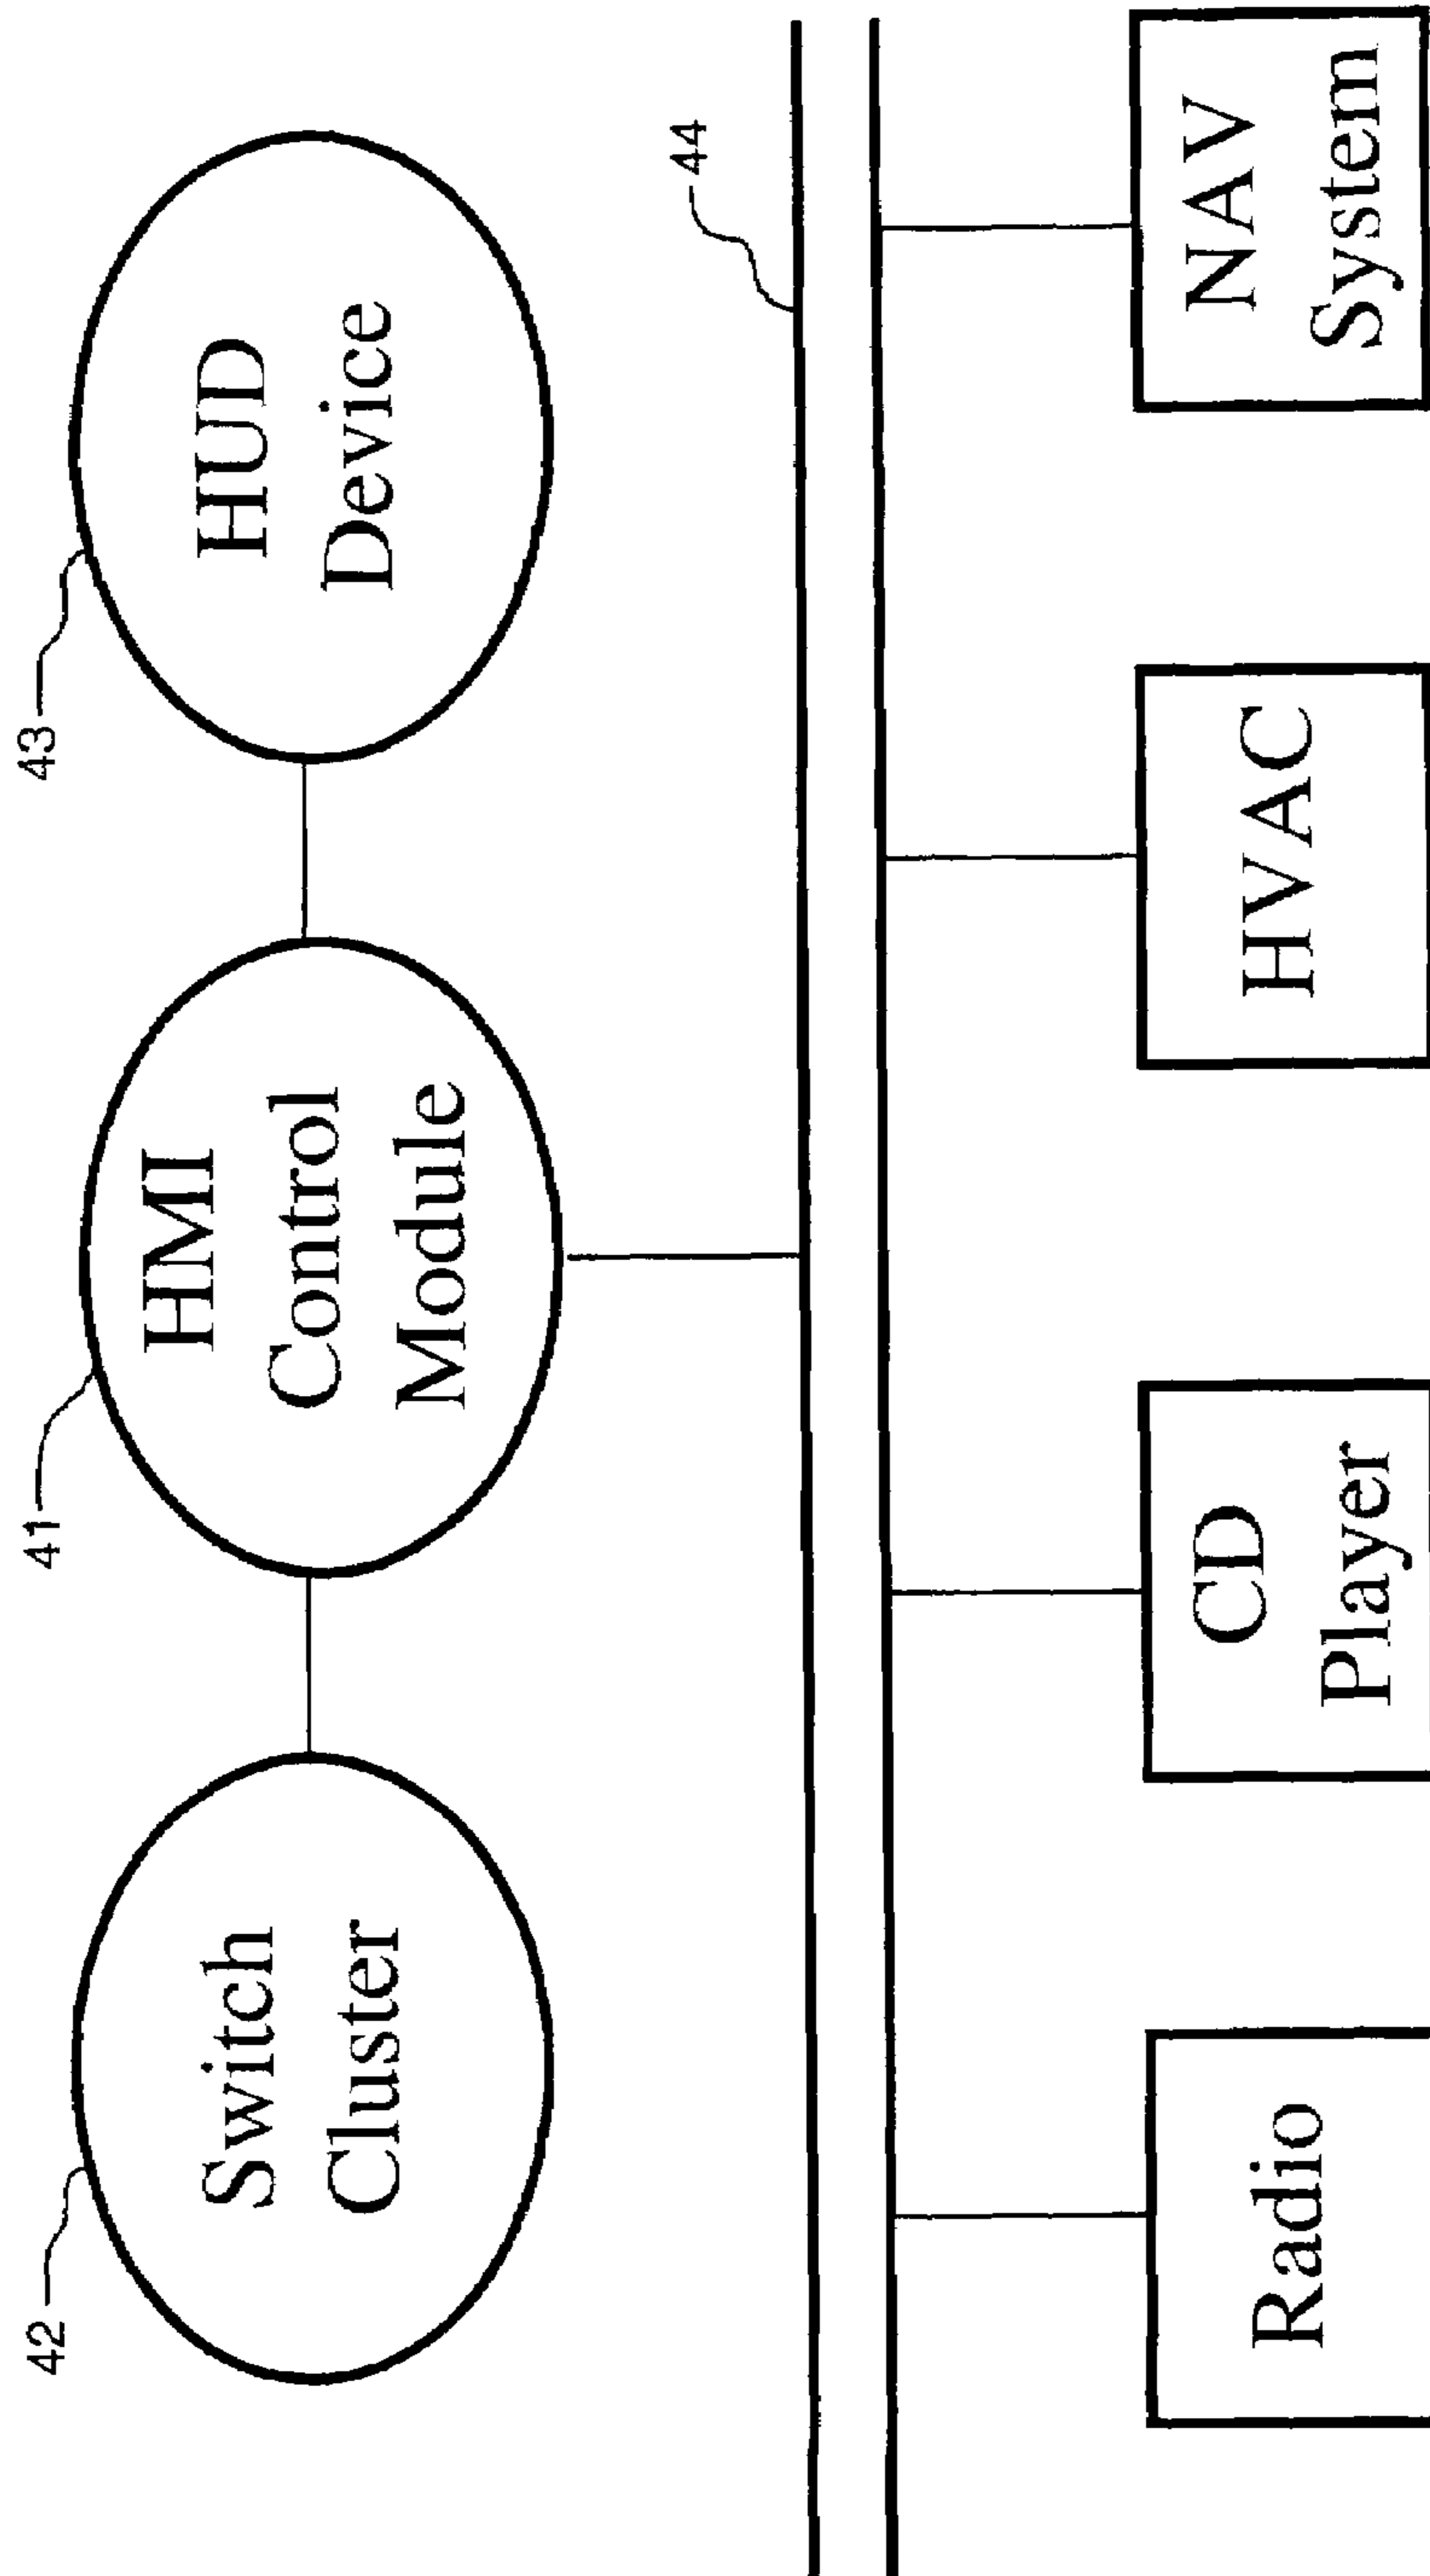 42
Switch
Cluster
41
HMI
Control
Module
43
HUD
Device
44
Radio
CD
Player
HVAC
NAV
System